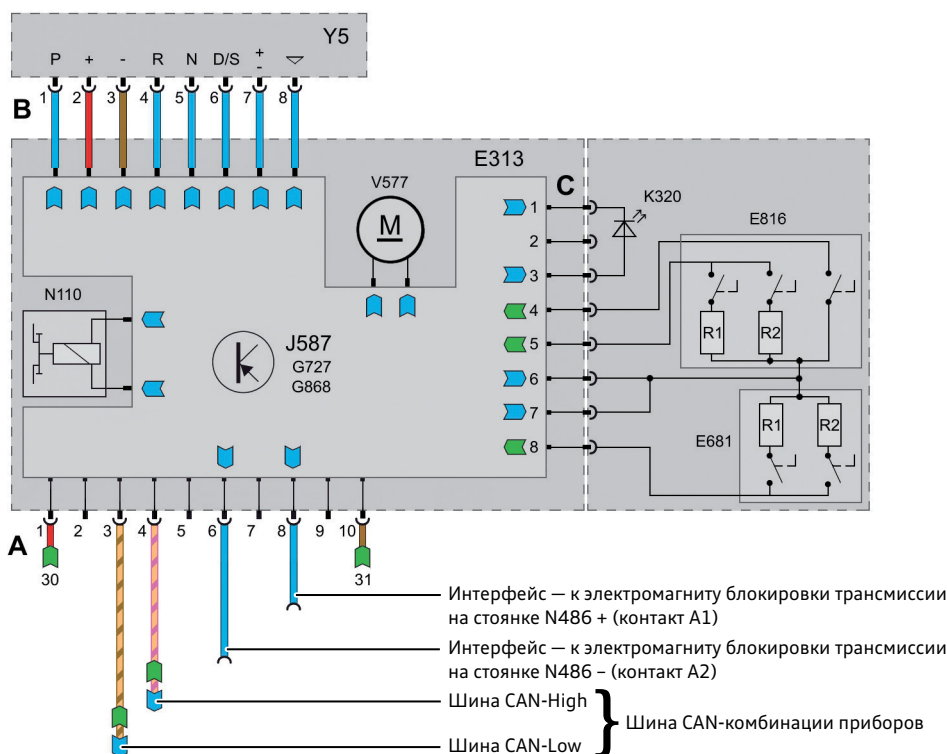 Y5
P + - R N D/S + - ▽
1 2 3 4 5 6 7 8
B
E313
C
V577
M
K320
E816
N110
J587
G727
G868
1
2
3
4
5
6
7
8
R1 R2
E681
R1 R2
A
1 2 3 4 5 6 7 8 9 10
30 31
Интерфейс — к электромагниту блокировки трансмиссии
на стоянке N486 + (контакт A1)
Интерфейс — к электромагниту блокировки трансмиссии
на стоянке N486 – (контакт A2)
Шина CAN-High
Шина CAN-комбинации приборов
Шина CAN-Low